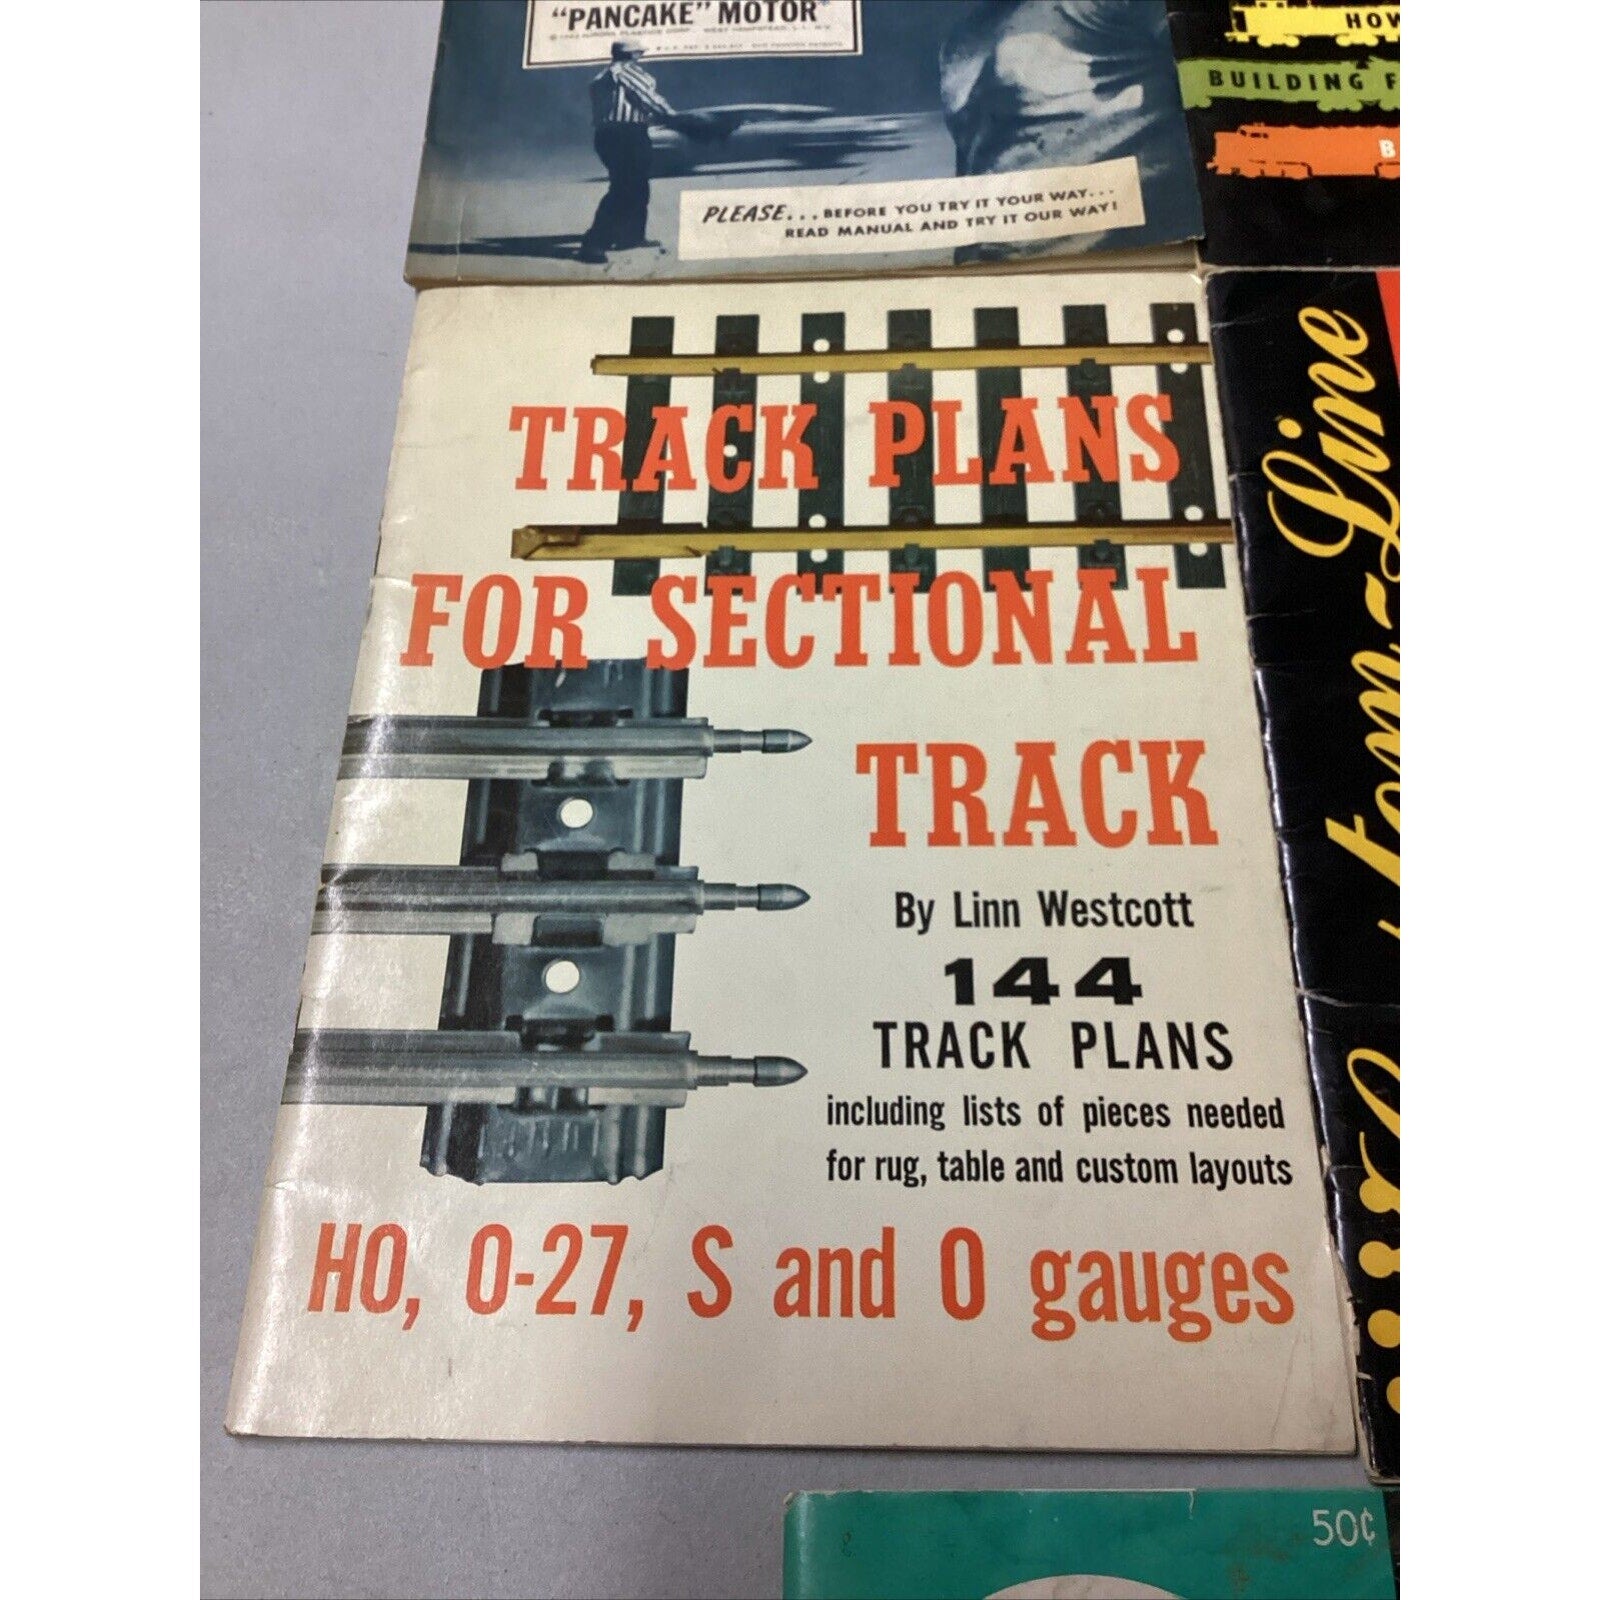 "PANCAKE" MOTOR
PLEASE... BEFORE YOU TRY IT YOUR WAY...
READ MANUAL AND TRY IT OUR WAY!
HOW
BUILDING F
B
TRACK PLANS
FOR SECTIONAL
TRACK
By Linn Westcott
144
TRACK PLANS
including lists of pieces needed
for rug, table and custom layouts
HO, O-27, S and O gauges
tom-Line
50¢